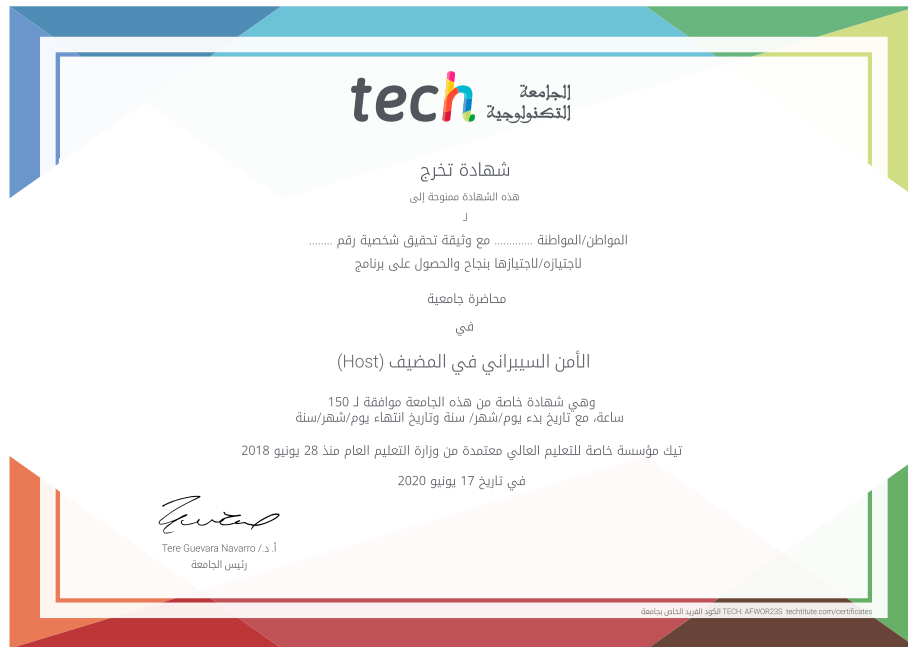 tech الجامعة
التكنولوجية
شهادة تخرج
هذه الشهادة ممنوحة إلى
لـ
المواطن/المواطنة ............. مع وثيقة تحقيق شخصية رقم ........
لاجتيازه/لاجتيازها بنجاح والحصول على برنامج
محاضرة جامعية
في
الأمن السيبراني في المضيف (Host)
وهي شهادة خاصة من هذه الجامعة موافقة لـ 150
ساعة، مع تاريخ بدء يوم/شهر/ سنة وتاريخ انتهاء يوم/شهر/سنة
تيك مؤسسة خاصة للتعليم العالي معتمدة من وزارة التعليم العام منذ 28 يونيو 2018
في تاريخ 17 يونيو 2020
أ. د./ Tere Guevara Navarro
رئيس الجامعة
الكود الفريد الخاص بجامعة TECH: AFWOR23S techtitute.com/certificates